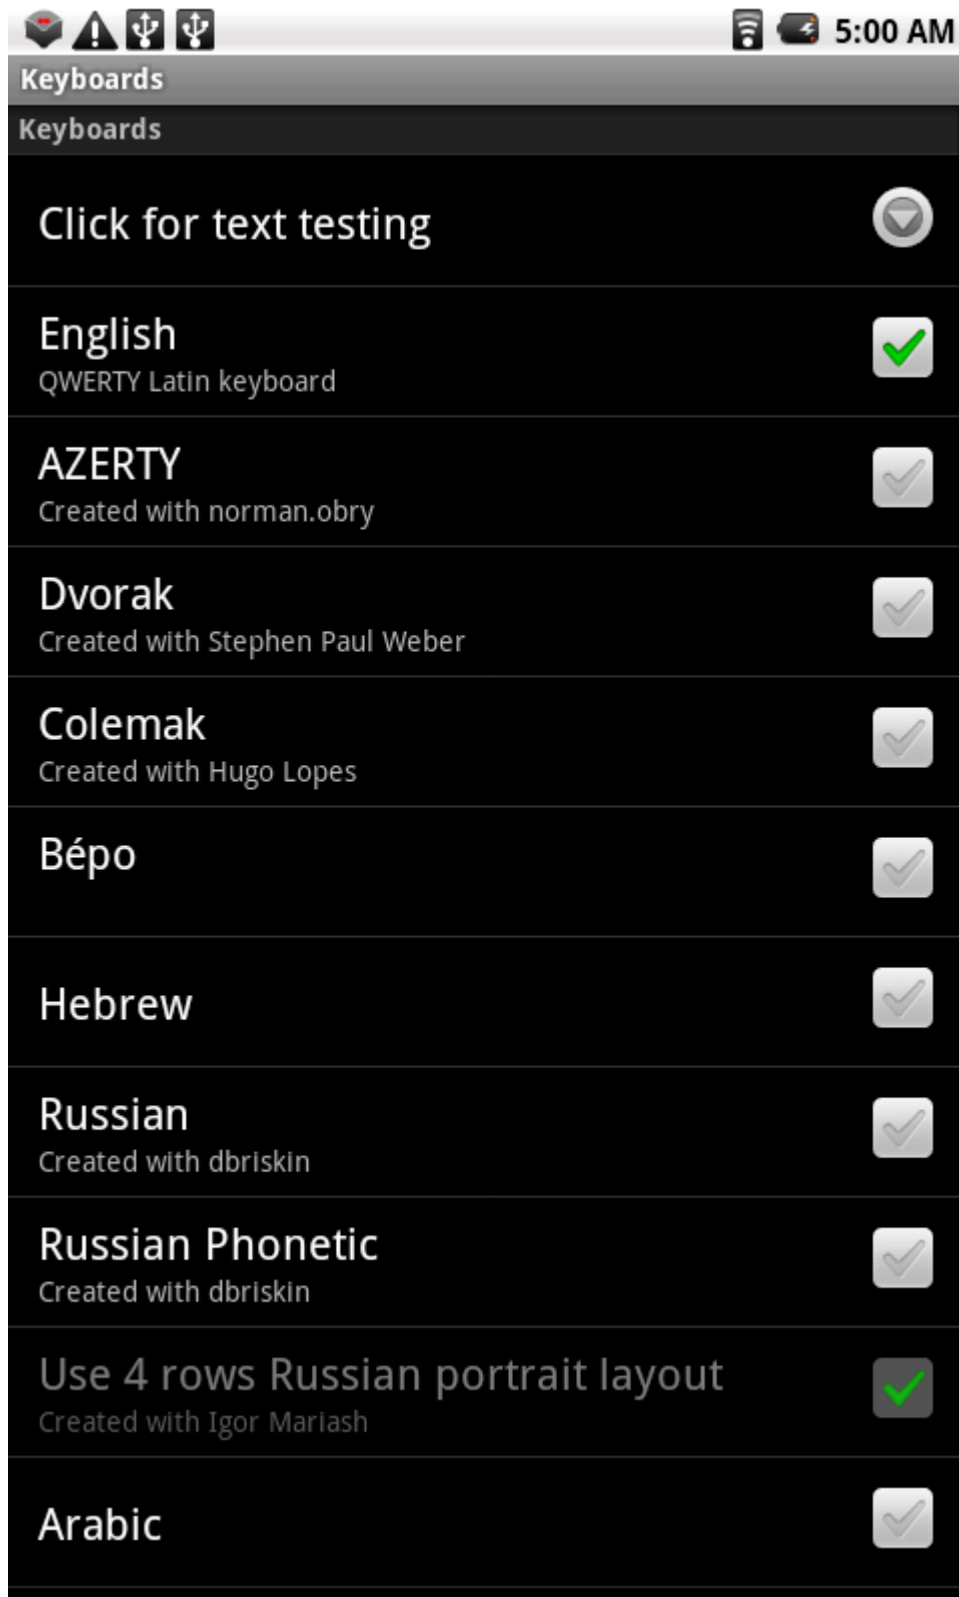 5:00 AM
Keyboards
Keyboards
Click for text testing
English
QWERTY Latin keyboard
AZERTY
Created with norman.obry
Dvorak
Created with Stephen Paul Weber
Colemak
Created with Hugo Lopes
Bépo
Hebrew
Russian
Created with dbriskin
Russian Phonetic
Created with dbriskin
Use 4 rows Russian portrait layout
Created with Igor Mariash
Arabic